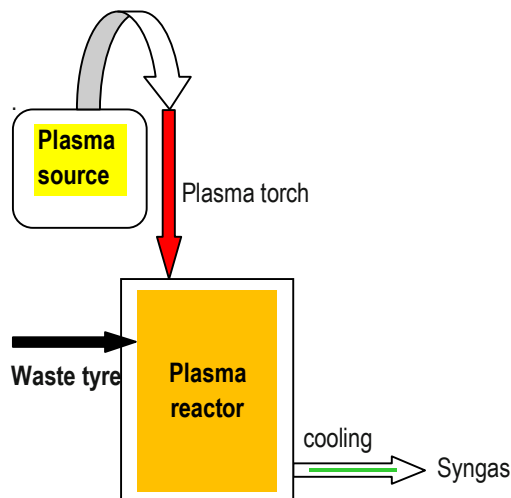 Plasma
source
Plasma torch
Waste tyre
Plasma
reactor
cooling
Syngas